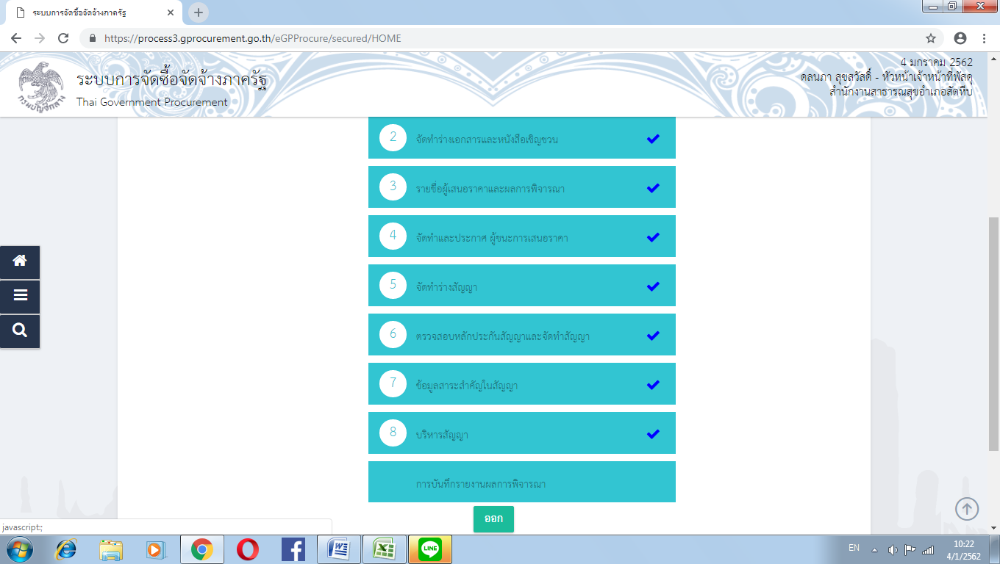 ระบบการจัดซื้อจัดจ้างภาครัฐ
https://process3.gprocurement.go.th/eGPProcure/secured/HOME
ระบบการจัดซื้อจัดจ้างภาครัฐ
Thai Government Procurement
4 มกราคม 2562
ดลนภา สุขสวัสดิ์ - หัวหน้าเจ้าหน้าที่พัสดุ
สำนักงานสาธารณสุขอำเภอสัตหีบ
กรมบัญชีกลาง
2 จัดทำร่างเอกสารและหนังสือเชิญชวน
3 รายชื่อผู้เสนอราคาและผลการพิจารณา
4 จัดทำและประกาศ ผู้ชนะการเสนอราคา
5 จัดทำร่างสัญญา
6 ตรวจสอบหลักประกันสัญญาและจัดทำสัญญา
7 ข้อมูลสาระสำคัญในสัญญา
8 บริหารสัญญา
การบันทึกรายงานผลการพิจารณา
ออก
javascript:;
LINE
EN
10:22
4/1/2562